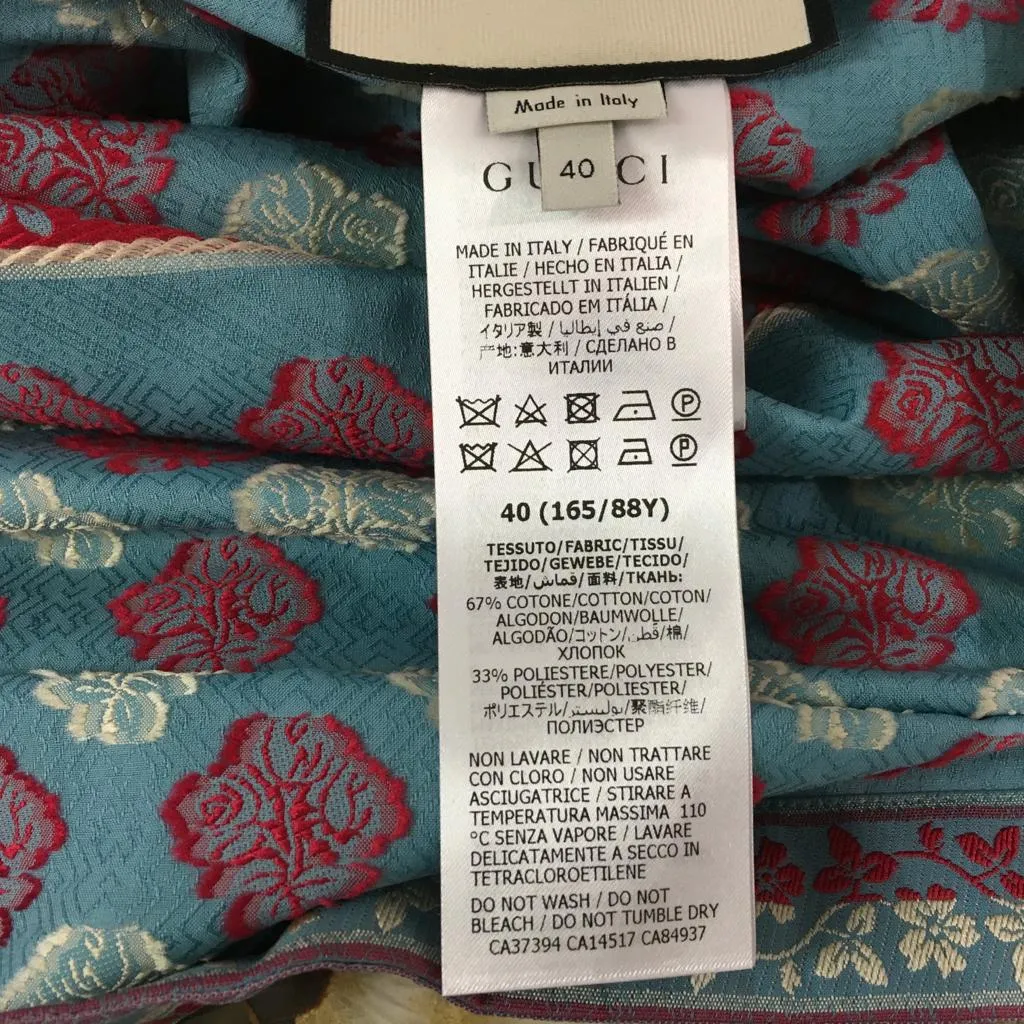 Made in Italy
GUCCI
40
MADE IN ITALY / FABRIQUÉ EN
ITALIE / HECHO EN ITALIA /
HERGESTELLT IN ITALIEN /
FABRICADO EM ITÁLIA /
イタリア製 / صنع في إيطاليا /
产地:意大利 / СДЕЛАНО В
ИТАЛИИ
P
P
40 (165/88Y)
TESSUTO/FABRIC/TISSU/
TEJIDO/GEWEBE/TECIDO/
表地/قماش/面料/ТКАНЬ:
67% COTONE/COTTON/COTON/
ALGODON/BAUMWOLLE/
ALGODÃO/コットン/قطن/棉/
ХЛОПОК
33% POLIESTERE/POLYESTER/
POLIÉSTER/POLIESTER/
ポリエステル/بوليستر/聚酯纤维/
ПОЛИЭСТЕР
NON LAVARE / NON TRATTARE
CON CLORO / NON USARE
ASCIUGATRICE / STIRARE A
TEMPERATURA MASSIMA 110
°C SENZA VAPORE / LAVARE
DELICATAMENTE A SECCO IN
TETRACLOROETILENE
DO NOT WASH / DO NOT
BLEACH / DO NOT TUMBLE DRY
CA37394 CA14517 CA84937